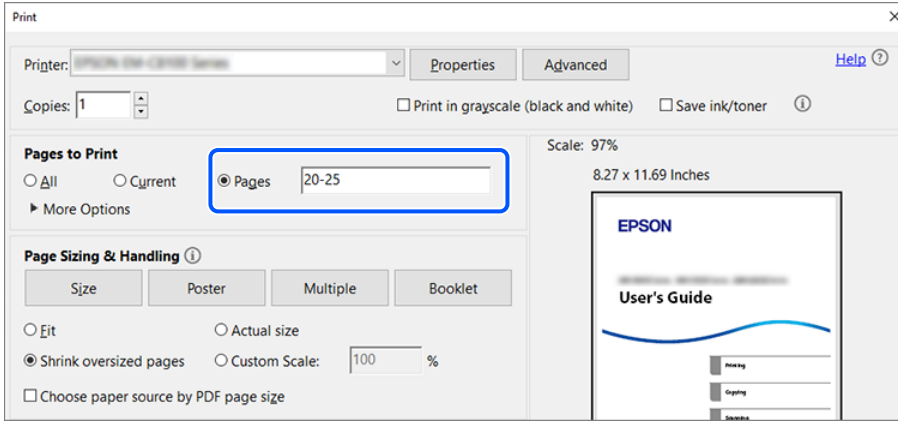 Print
Printer:
Properties
Advanced
Help
Copies: 1
Print in grayscale (black and white)
Save ink/toner
Pages to Print
All
Current
Pages
20-25
More Options
Page Sizing & Handling
Size
Poster
Multiple
Booklet
Fit
Actual size
Shrink oversized pages
Custom Scale: 100 %
Choose paper source by PDF page size
Scale: 97%
8.27 x 11.69 Inches
EPSON
User's Guide
Printing
Copying
Scanning